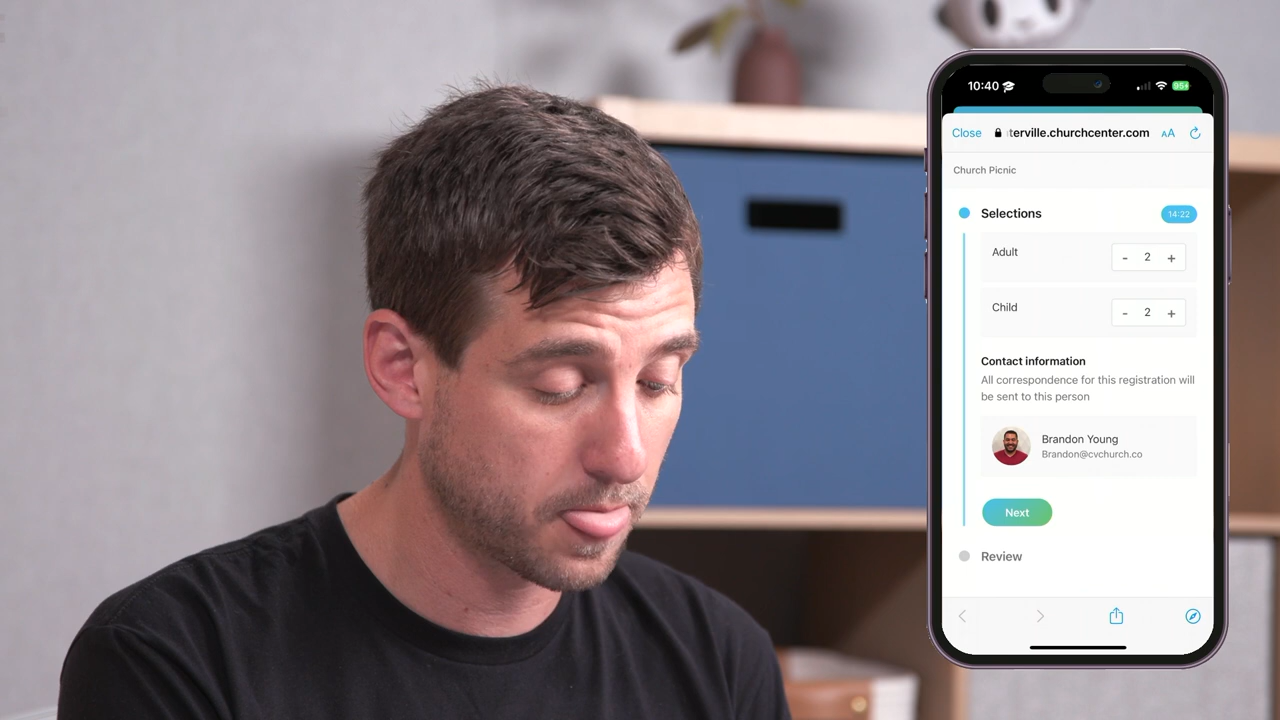 10:40
95+
Close
terville.churchcenter.com
AA
Church Picnic
Selections
14:22
Adult
- 2 +
Child
- 2 +
Contact information
All correspondence for this registration will
be sent to this person
Brandon Young
Brandon@cvchurch.co
Next
Review